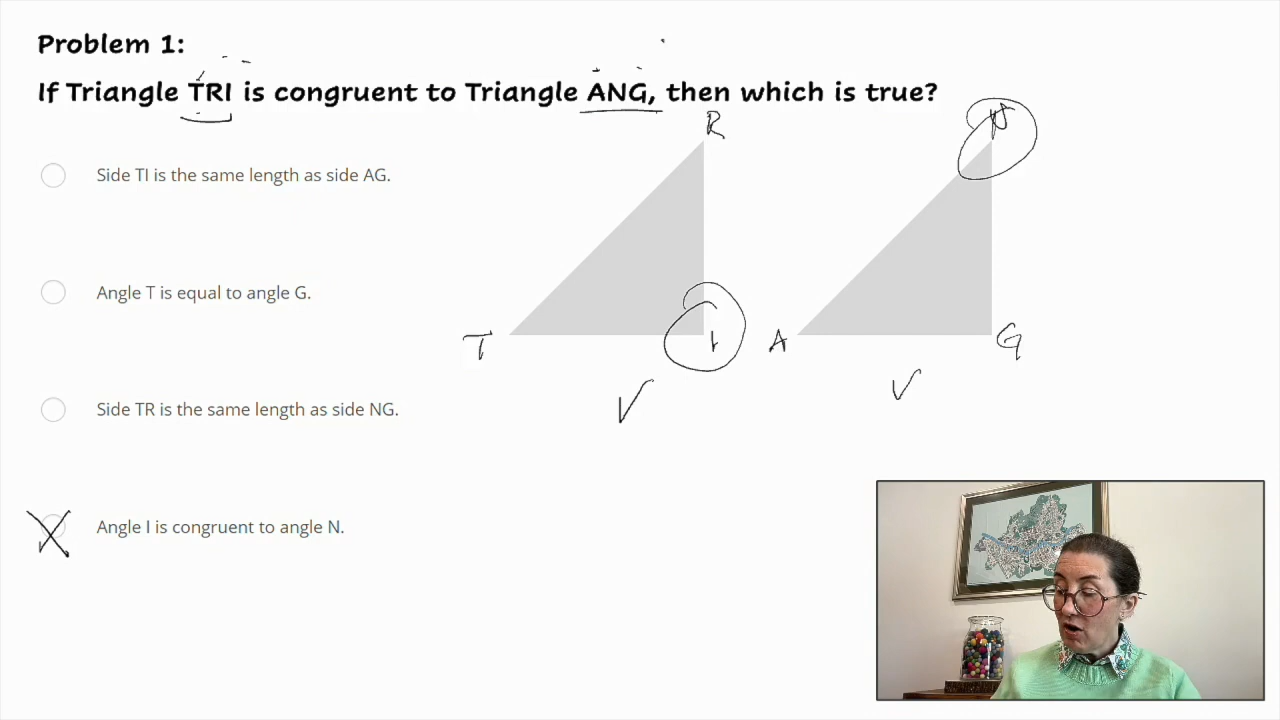 Problem 1:
If Triangle TRI is congruent to Triangle ANG, then which is true?
R
N
Side TI is the same length as side AG.
Angle T is equal to angle G.
T
I
A
G
Side TR is the same length as side NG.
Angle I is congruent to angle N.